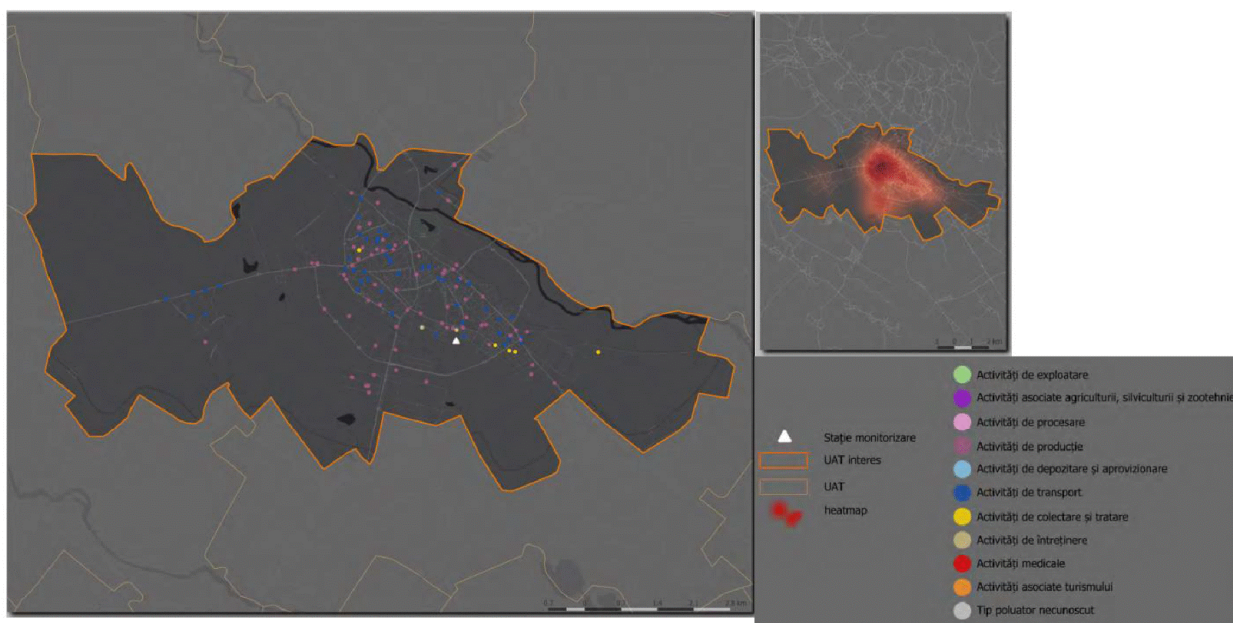 Stație monitorizare
UAT interes
UAT
heatmap
Activități de exploatare
Activități asociate agriculturii, silviculturii și zootehnie
Activități de procesare
Activități de producție
Activități de depozitare și aprovizionare
Activități de transport
Activități de colectare și tratare
Activități de întreținere
Activități medicale
Activități asociate turismului
Tip poluator necunoscut